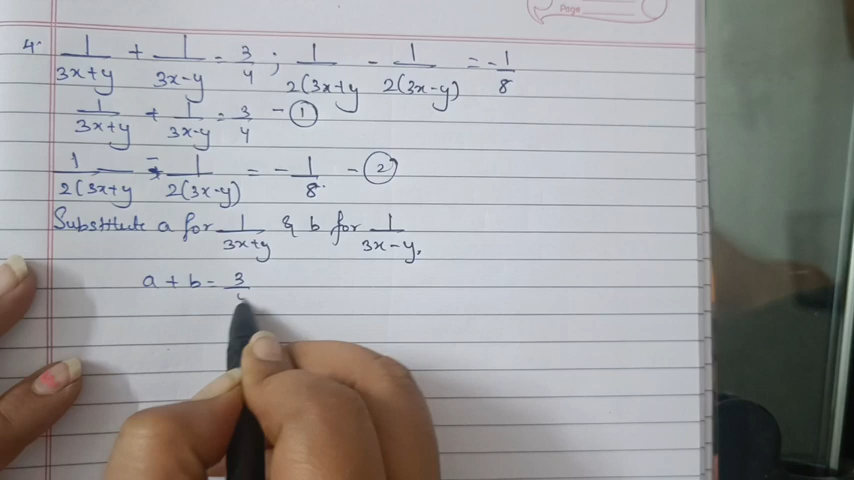 Page
4. 1/(3x+y) + 1/(3x-y) = 3/4 ; 1/(2(3x+y) - 1/(2(3x-y)) = -1/8
1/(3x+y) + 1/(3x-y) = 3/4 - ①
1/(2(3x+y) - 1/(2(3x-y)) = -1/8. - ②
Substitute a for 1/(3x+y) & b for 1/(3x-y).
a + b = 3/